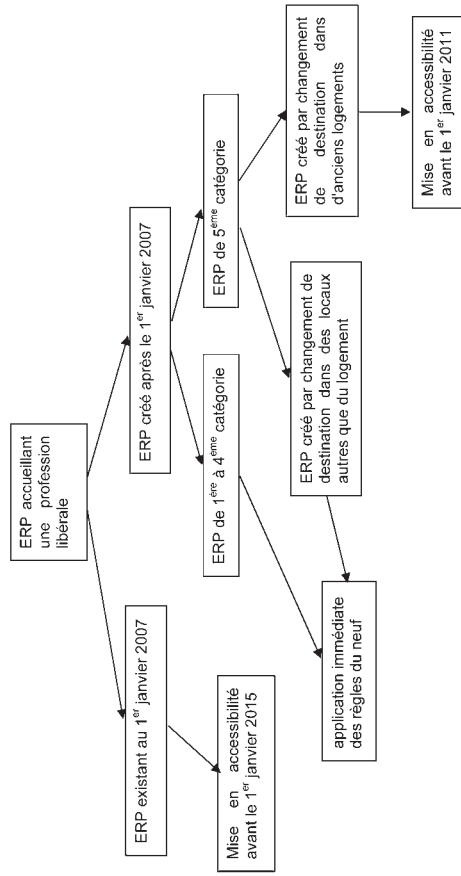 ERP accueillant
une profession
libérale
ERP existant au 1er janvier 2007
ERP créé après le 1er janvier 2007
Mise en accessibilité
avant le 1er janvier 2015
ERP de 1ère à 4ème catégorie
ERP de 5ème catégorie
application immédiate
des règles du neuf
ERP créé par changement de
destination dans des locaux
autres que du logement
ERP créé par changement
de destination dans
d'anciens logements
Mise en accessibilité
avant le 1er janvier 2011